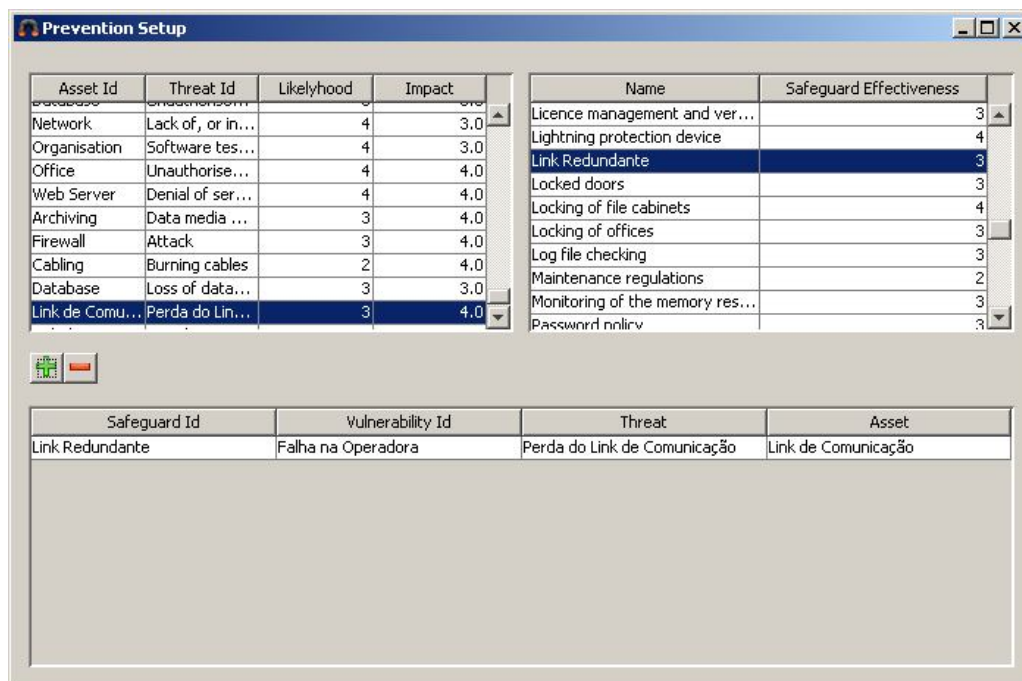 Prevention Setup
Asset Id Threat Id Likelyhood Impact
Network Lack of, or in... 4 3.0
Organisation Software tes... 4 3.0
Office Unauthorise... 4 4.0
Web Server Denial of ser... 4 4.0
Archiving Data media ... 3 4.0
Firewall Attack 3 4.0
Cabling Burning cables 2 4.0
Database Loss of data... 3 3.0
Link de Comu... Perda do Lin... 3 4.0
Name Safeguard Effectiveness
Licence management and ver... 3
Lightning protection device 4
Link Redundante 3
Locked doors 3
Locking of file cabinets 4
Locking of offices 3
Log file checking 3
Maintenance regulations 2
Monitoring of the memory res... 3
Password policy 3
Safeguard Id Vulnerability Id Threat Asset
Link Redundante Falha na Operadora Perda do Link de Comunicação Link de Comunicação